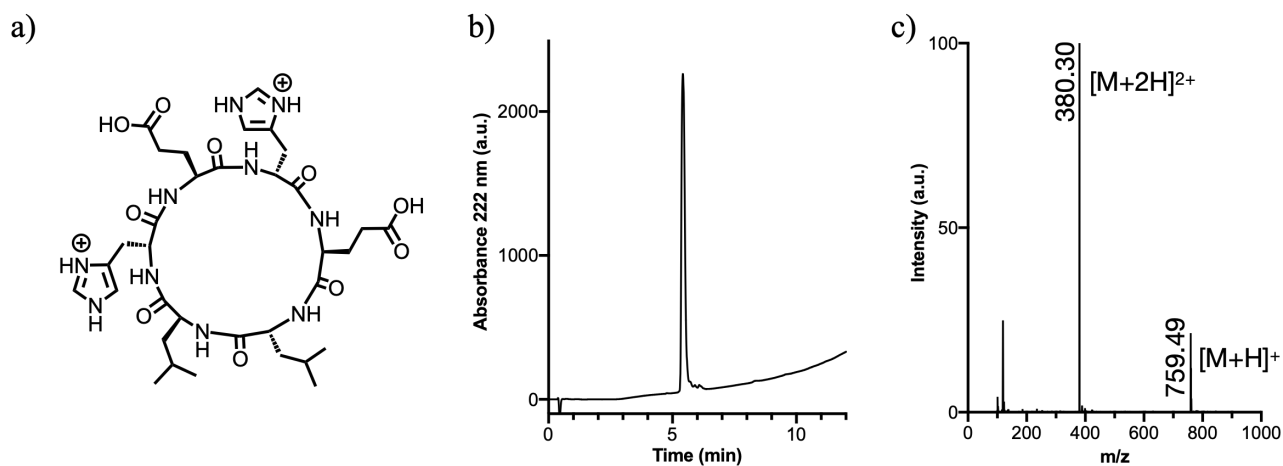 a)
b)
c)
HN
NH
⊕
HO
O
O
H
N
O
HN
O
NH
OH
O
⊕
HN
N
H
HN
O
N
H
O
NH
O
Absorbance 222 nm (a.u.)
2000
1000
0
0
5
10
Time (min)
Intensity (a.u.)
100
50
0
380.30
[M+2H]2+
759.49
[M+H]+
0
200
400
600
800
1000
m/z